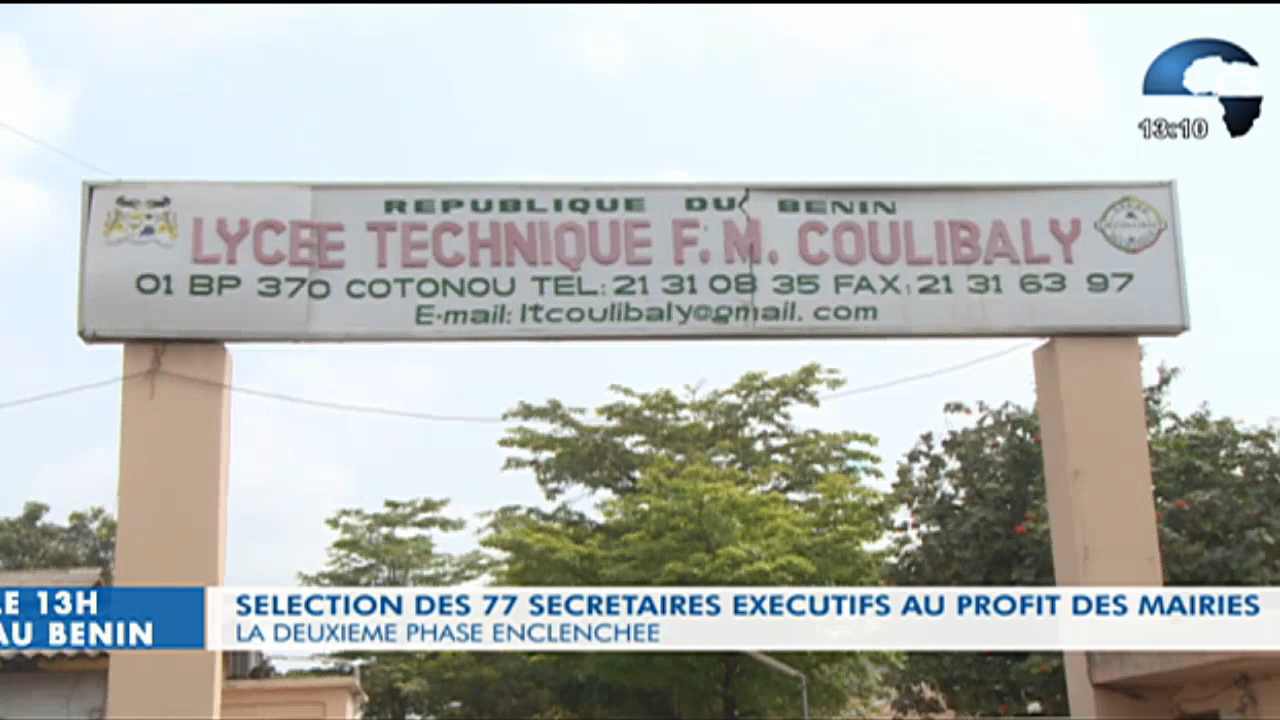 13:10
REPUBLIQUE DU BENIN
LYCEE TECHNIQUE F. M. COULIBALY
01 BP 370 COTONOU TEL: 21 31 08 35 FAX: 21 31 63 97
E-mail: ltcoulibaly@gmail. com
LE 13H
AU BENIN
SELECTION DES 77 SECRETAIRES EXECUTIFS AU PROFIT DES MAIRIES
LA DEUXIEME PHASE ENCLENCHEE